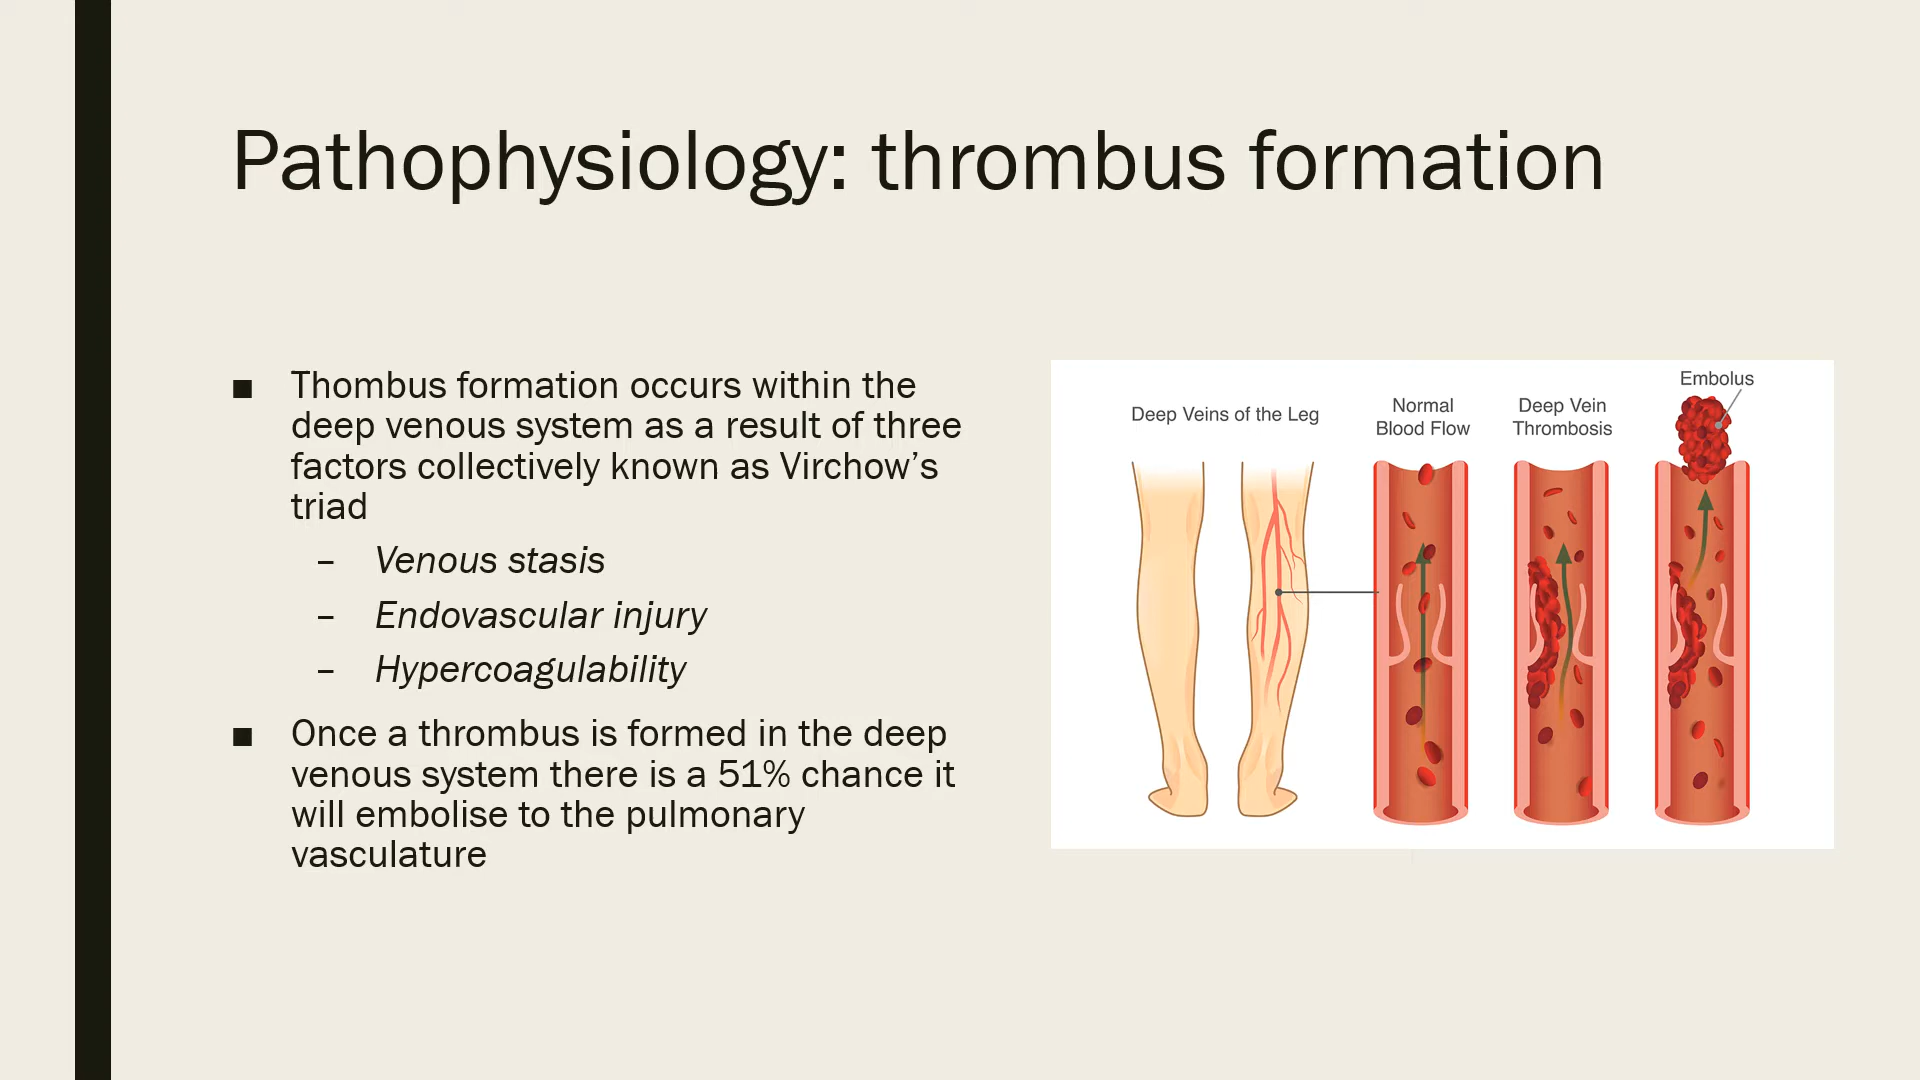 Pathophysiology: thrombus formation
■ Thombus formation occurs within the
deep venous system as a result of three
factors collectively known as Virchow’s
triad
– Venous stasis
– Endovascular injury
– Hypercoagulability
■ Once a thrombus is formed in the deep
venous system there is a 51% chance it
will embolise to the pulmonary
vasculature
Deep Veins of the Leg
Normal
Blood Flow
Deep Vein
Thrombosis
Embolus